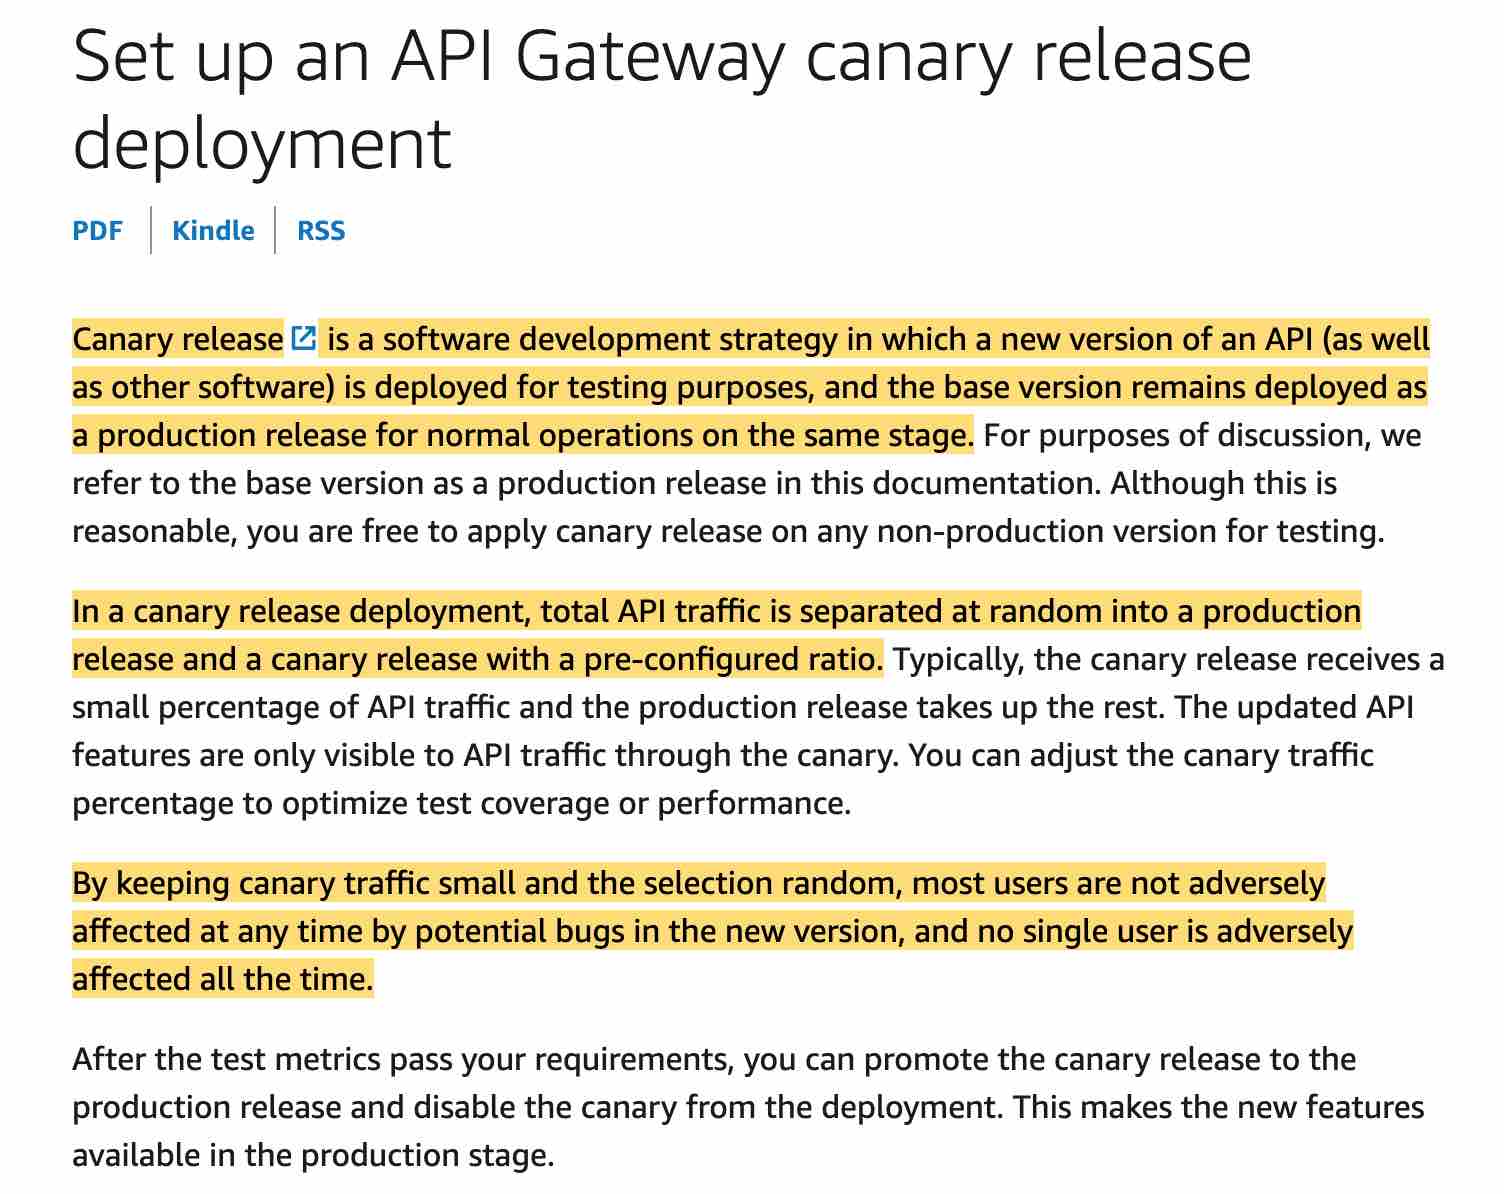 Set up an API Gateway canary release
deployment
PDF | Kindle | RSS
Canary release is a software development strategy in which a new version of an API (as well
as other software) is deployed for testing purposes, and the base version remains deployed as
a production release for normal operations on the same stage. For purposes of discussion, we
refer to the base version as a production release in this documentation. Although this is
reasonable, you are free to apply canary release on any non-production version for testing.
In a canary release deployment, total API traffic is separated at random into a production
release and a canary release with a pre-configured ratio. Typically, the canary release receives a
small percentage of API traffic and the production release takes up the rest. The updated API
features are only visible to API traffic through the canary. You can adjust the canary traffic
percentage to optimize test coverage or performance.
By keeping canary traffic small and the selection random, most users are not adversely
affected at any time by potential bugs in the new version, and no single user is adversely
affected all the time.
After the test metrics pass your requirements, you can promote the canary release to the
production release and disable the canary from the deployment. This makes the new features
available in the production stage.